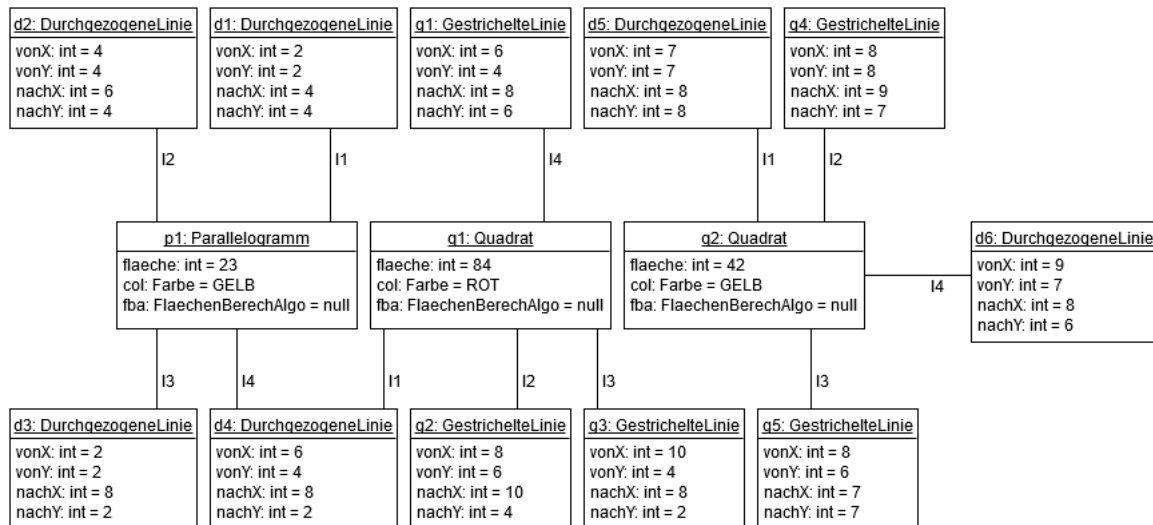 d2: DurchgezogeneLinie
vonX: int = 4
vonY: int = 4
nachX: int = 6
nachY: int = 4
d1: DurchgezogeneLinie
vonX: int = 2
vonY: int = 2
nachX: int = 4
nachY: int = 4
g1: GestrichelteLinie
vonX: int = 6
vonY: int = 4
nachX: int = 8
nachY: int = 6
d5: DurchgezogeneLinie
vonX: int = 7
vonY: int = 7
nachX: int = 8
nachY: int = 8
g4: GestrichelteLinie
vonX: int = 8
vonY: int = 8
nachX: int = 9
nachY: int = 7
l2
l1
l4
l1
l2
p1: Parallelogramm
flaeche: int = 23
col: Farbe = GELB
fba: FlaechenBerechAlgo = null
q1: Quadrat
flaeche: int = 84
col: Farbe = ROT
fba: FlaechenBerechAlgo = null
q2: Quadrat
flaeche: int = 42
col: Farbe = GELB
fba: FlaechenBerechAlgo = null
l4
d6: DurchgezogeneLinie
vonX: int = 9
vonY: int = 7
nachX: int = 8
nachY: int = 6
l3
l4
l1
l2
l3
l3
d3: DurchgezogeneLinie
vonX: int = 2
vonY: int = 2
nachX: int = 8
nachY: int = 2
d4: DurchgezogeneLinie
vonX: int = 6
vonY: int = 4
nachX: int = 8
nachY: int = 2
g2: GestrichelteLinie
vonX: int = 8
vonY: int = 6
nachX: int = 10
nachY: int = 4
g3: GestrichelteLinie
vonX: int = 10
vonY: int = 4
nachX: int = 8
nachY: int = 2
g5: GestrichelteLinie
vonX: int = 8
vonY: int = 6
nachX: int = 7
nachY: int = 7